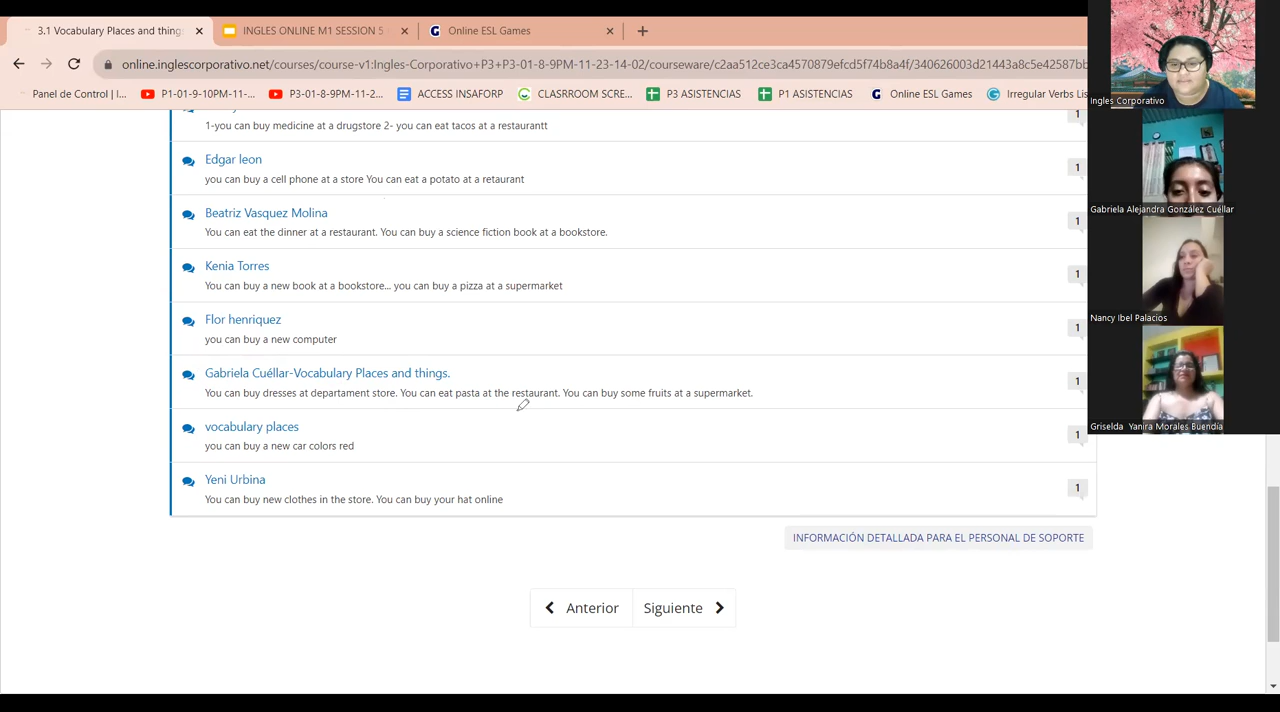 3.1 Vocabulary Places and thing
INGLES ONLINE M1 SESSION 5
Online ESL Games
online.inglescorporativo.net/courses/course-v1:Ingles-Corporativo+P3+P3-01-8-9PM-11-23-14-02/courseware/c2aa512ce3ca4570879efcd5f74b8a4f/340626003d21443a8c5e42587bb
Panel de Control | I...
P1-01-9-10PM-11-...
P3-01-8-9PM-11-2...
ACCESS INSAFORP
CLASRROOM SCRE...
P3 ASISTENCIAS
P1 ASISTENCIAS
Online ESL Games
Irregular Verbs Lis
1-you can buy medicine at a drugstore 2- you can eat tacos at a restaurantt
1
Edgar leon
you can buy a cell phone at a store You can eat a potato at a retaurant
1
Beatriz Vasquez Molina
You can eat the dinner at a restaurant. You can buy a science fiction book at a bookstore.
1
Kenia Torres
You can buy a new book at a bookstore... you can buy a pizza at a supermarket
1
Flor henriquez
you can buy a new computer
1
Gabriela Cuéllar-Vocabulary Places and things.
You can buy dresses at departament store. You can eat pasta at the restaurant. You can buy some fruits at a supermarket.
1
vocabulary places
you can buy a new car colors red
1
Yeni Urbina
You can buy new clothes in the store. You can buy your hat online
1
INFORMACIÓN DETALLADA PARA EL PERSONAL DE SOPORTE
Anterior
Siguiente
Ingles Corporativo
Gabriela Alejandra González Cuéllar
Nancy Ibel Palacios
Griselda Yanira Morales Buendía